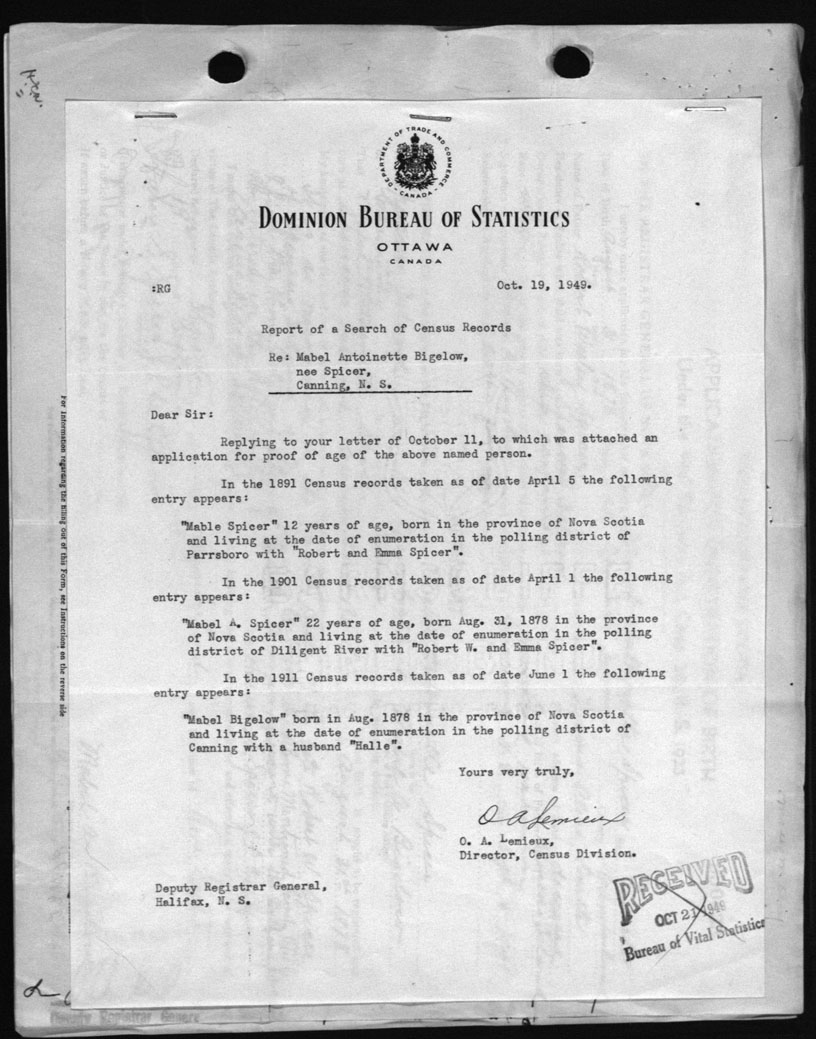 DEPARTMENT OF TRADE AND COMMERCE
- CANADA -
DOMINION BUREAU OF STATISTICS
OTTAWA
CANADA
:RG
Oct. 19, 1949.
Report of a Search of Census Records
Re: Mabel Antoinette Bigelow,
nee Spicer,
Canning, N. S.
Dear Sir:
Replying to your letter of October 11, to which was attached an
application for proof of age of the above named person.
In the 1891 Census records taken as of date April 5 the following
entry appears:
"Mable Spicer" 12 years of age, born in the province of Nova Scotia
and living at the date of enumeration in the polling district of
Parrsboro with "Robert and Emma Spicer".
In the 1901 Census records taken as of date April 1 the following
entry appears:
"Mabel A. Spicer" 22 years of age, born Aug. 31, 1878 in the province
of Nova Scotia and living at the date of enumeration in the polling
district of Diligent River with "Robert W. and Emma Spicer".
In the 1911 Census records taken as of date June 1 the following
entry appears:
"Mabel Bigelow" born in Aug. 1878 in the province of Nova Scotia
and living at the date of enumeration in the polling district of
Canning with a husband "Halle".
Yours very truly,
O A Lemieux
O. A. Lemieux,
Director, Census Division.
Deputy Registrar General,
Halifax, N. S.
RECEIVED
OCT 21 1949
Bureau of Vital Statistics
For Information regarding the filling out of this Form, see Instructions on the reverse side
Deputy Registrar General